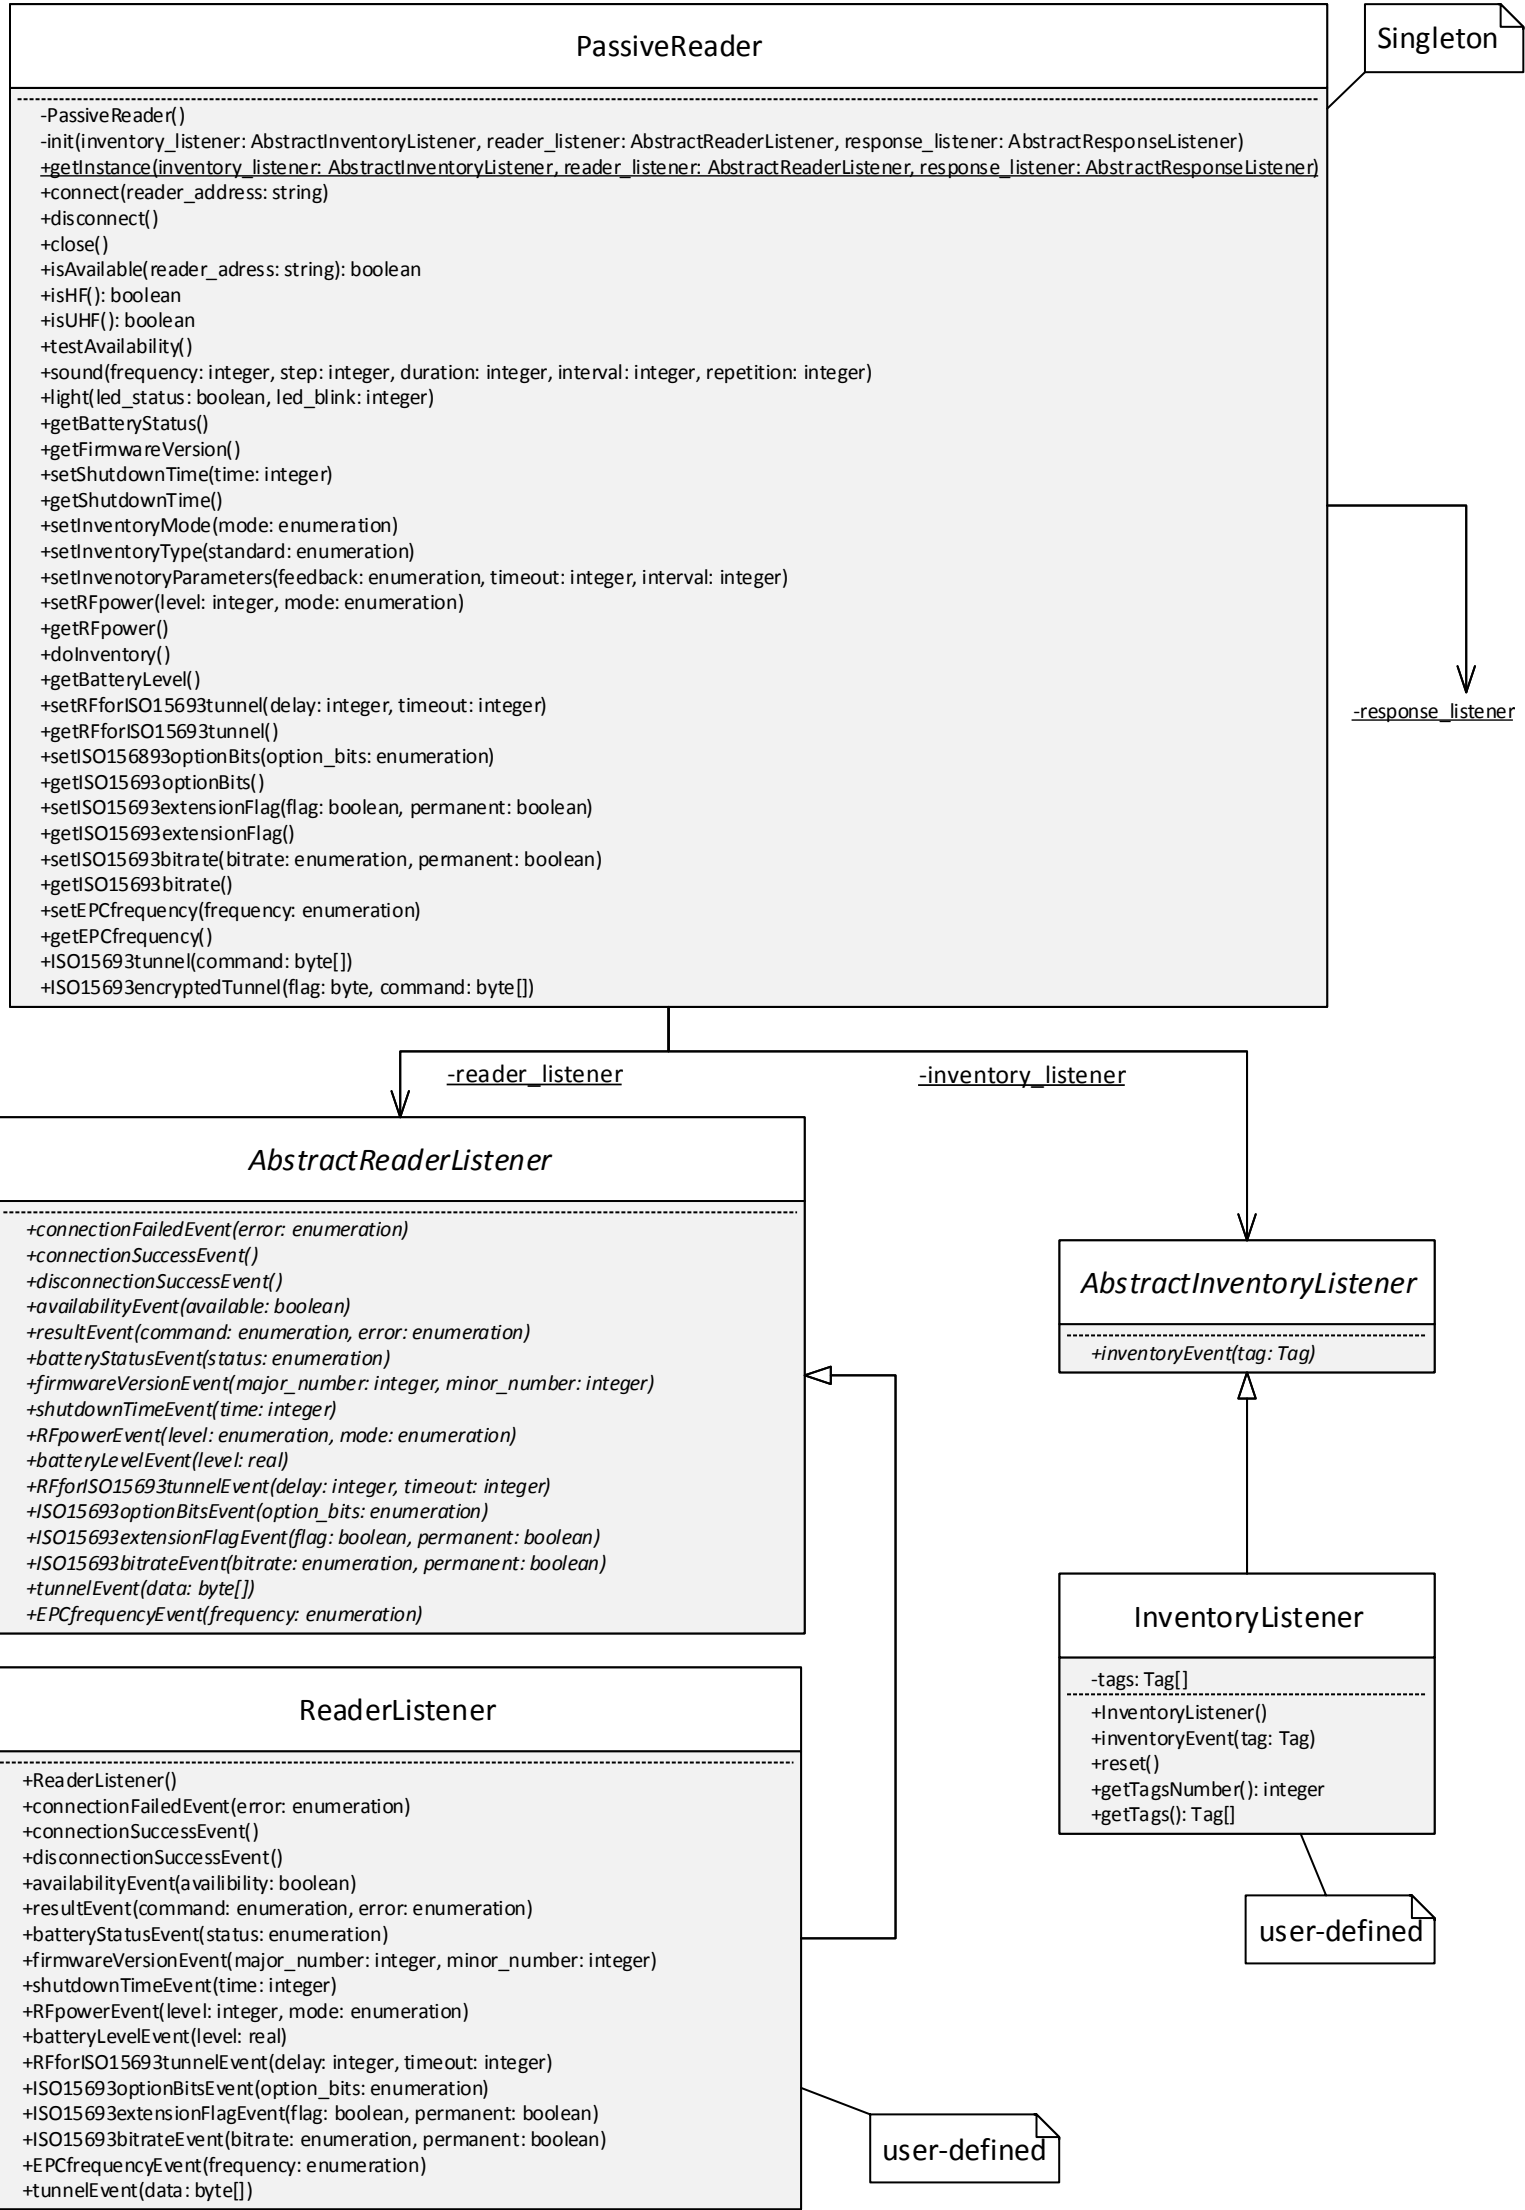 PassiveReader
Singleton
-PassiveReader()
-init(inventory_listener: AbstractInventoryListener, reader_listener: AbstractReaderListener, response_listener: AbstractResponseListener)
+getInstance(inventory_listener: AbstractInventoryListener, reader_listener: AbstractReaderListener, response_listener: AbstractResponseListener)
+connect(reader_address: string)
+disconnect()
+close()
+isAvailable(reader_adress: string): boolean
+isHF(): boolean
+isUHF(): boolean
+testAvailability()
+sound(frequency: integer, step: integer, duration: integer, interval: integer, repetition: integer)
+light(led_status: boolean, led_blink: integer)
+getBatteryStatus()
+getFirmwareVersion()
+setShutdownTime(time: integer)
+getShutdownTime()
+setInventoryMode(mode: enumeration)
+setInventoryType(standard: enumeration)
+setInvenotoryParameters(feedback: enumeration, timeout: integer, interval: integer)
+setRFpower(level: integer, mode: enumeration)
+getRFpower()
+doInventory()
+getBatteryLevel()
+setRFforISO15693tunnel(delay: integer, timeout: integer)
+getRFforISO15693tunnel()
+setISO156893optionBits(option_bits: enumeration)
+getISO15693optionBits()
+setISO15693extensionFlag(flag: boolean, permanent: boolean)
+getISO15693extensionFlag()
+setISO15693bitrate(bitrate: enumeration, permanent: boolean)
+getISO15693bitrate()
+setEPCfrequency(frequency: enumeration)
+getEPCfrequency()
+ISO15693tunnel(command: byte[])
+ISO15693encryptedTunnel(flag: byte, command: byte[])
-response_listener
-reader_listener
-inventory_listener
AbstractReaderListener
+connectionFailedEvent(error: enumeration)
+connectionSuccessEvent()
+disconnectionSuccessEvent()
+availabilityEvent(available: boolean)
+resultEvent(command: enumeration, error: enumeration)
+batteryStatusEvent(status: enumeration)
+firmwareVersionEvent(major_number: integer, minor_number: integer)
+shutdownTimeEvent(time: integer)
+RFpowerEvent(level: enumeration, mode: enumeration)
+batteryLevelEvent(level: real)
+RFforISO15693tunnelEvent(delay: integer, timeout: integer)
+ISO15693optionBitsEvent(option_bits: enumeration)
+ISO15693extensionFlagEvent(flag: boolean, permanent: boolean)
+ISO15693bitrateEvent(bitrate: enumeration, permanent: boolean)
+tunnelEvent(data: byte[])
+EPCfrequencyEvent(frequency: enumeration)
AbstractInventoryListener
+inventoryEvent(tag: Tag)
InventoryListener
-tags: Tag[]
+InventoryListener()
+inventoryEvent(tag: Tag)
+reset()
+getTagsNumber(): integer
+getTags(): Tag[]
user-defined
ReaderListener
+ReaderListener()
+connectionFailedEvent(error: enumeration)
+connectionSuccessEvent()
+disconnectionSuccessEvent()
+availabilityEvent(availibility: boolean)
+resultEvent(command: enumeration, error: enumeration)
+batteryStatusEvent(status: enumeration)
+firmwareVersionEvent(major_number: integer, minor_number: integer)
+shutdownTimeEvent(time: integer)
+RFpowerEvent(level: integer, mode: enumeration)
+batteryLevelEvent(level: real)
+RFforISO15693tunnelEvent(delay: integer, timeout: integer)
+ISO15693optionBitsEvent(option_bits: enumeration)
+ISO15693extensionFlagEvent(flag: boolean, permanent: boolean)
+ISO15693bitrateEvent(bitrate: enumeration, permanent: boolean)
+EPCfrequencyEvent(frequency: enumeration)
+tunnelEvent(data: byte[])
user-defined